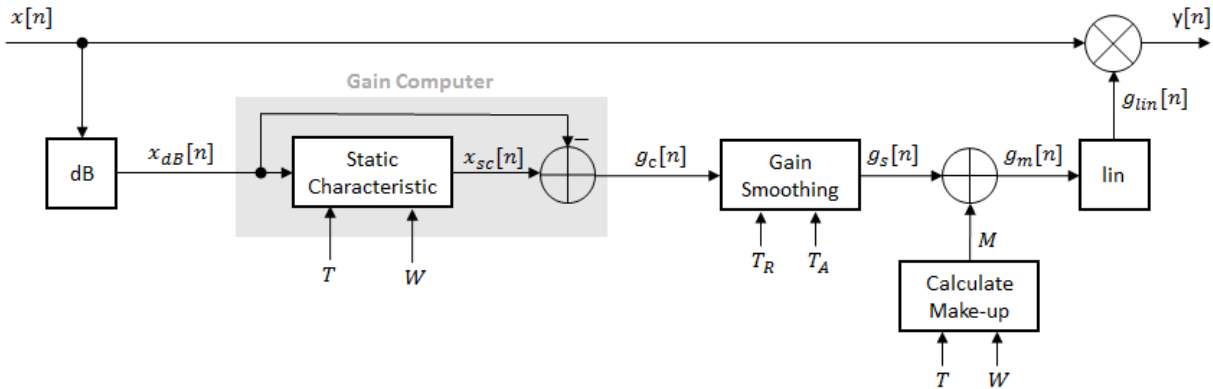 x[n]
y[n]
Gain Computer
g_lin[n]
dB
x_dB[n]
Static
Characteristic
x_sc[n]
−
g_c[n]
Gain
Smoothing
g_s[n]
g_m[n]
lin
T
W
T_R
T_A
M
Calculate
Make-up
T
W